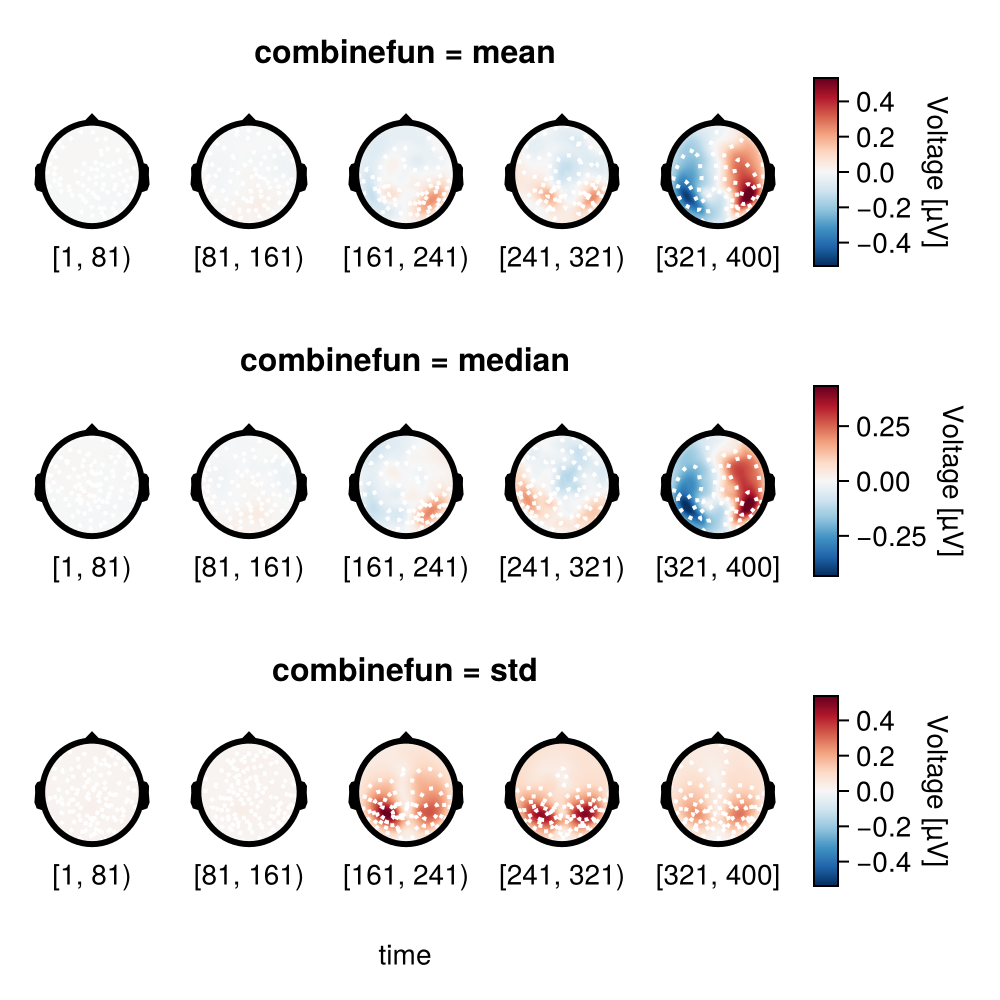 combinefun = mean
[1, 81) [81, 161) [161, 241) [241, 321) [321, 400]
0.4
0.2
0.0
−0.2
−0.4
Voltage [µV]
combinefun = median
[1, 81) [81, 161) [161, 241) [241, 321) [321, 400]
0.25
0.00
−0.25
Voltage [µV]
combinefun = std
[1, 81) [81, 161) [161, 241) [241, 321) [321, 400]
0.4
0.2
0.0
−0.2
−0.4
Voltage [µV]
time